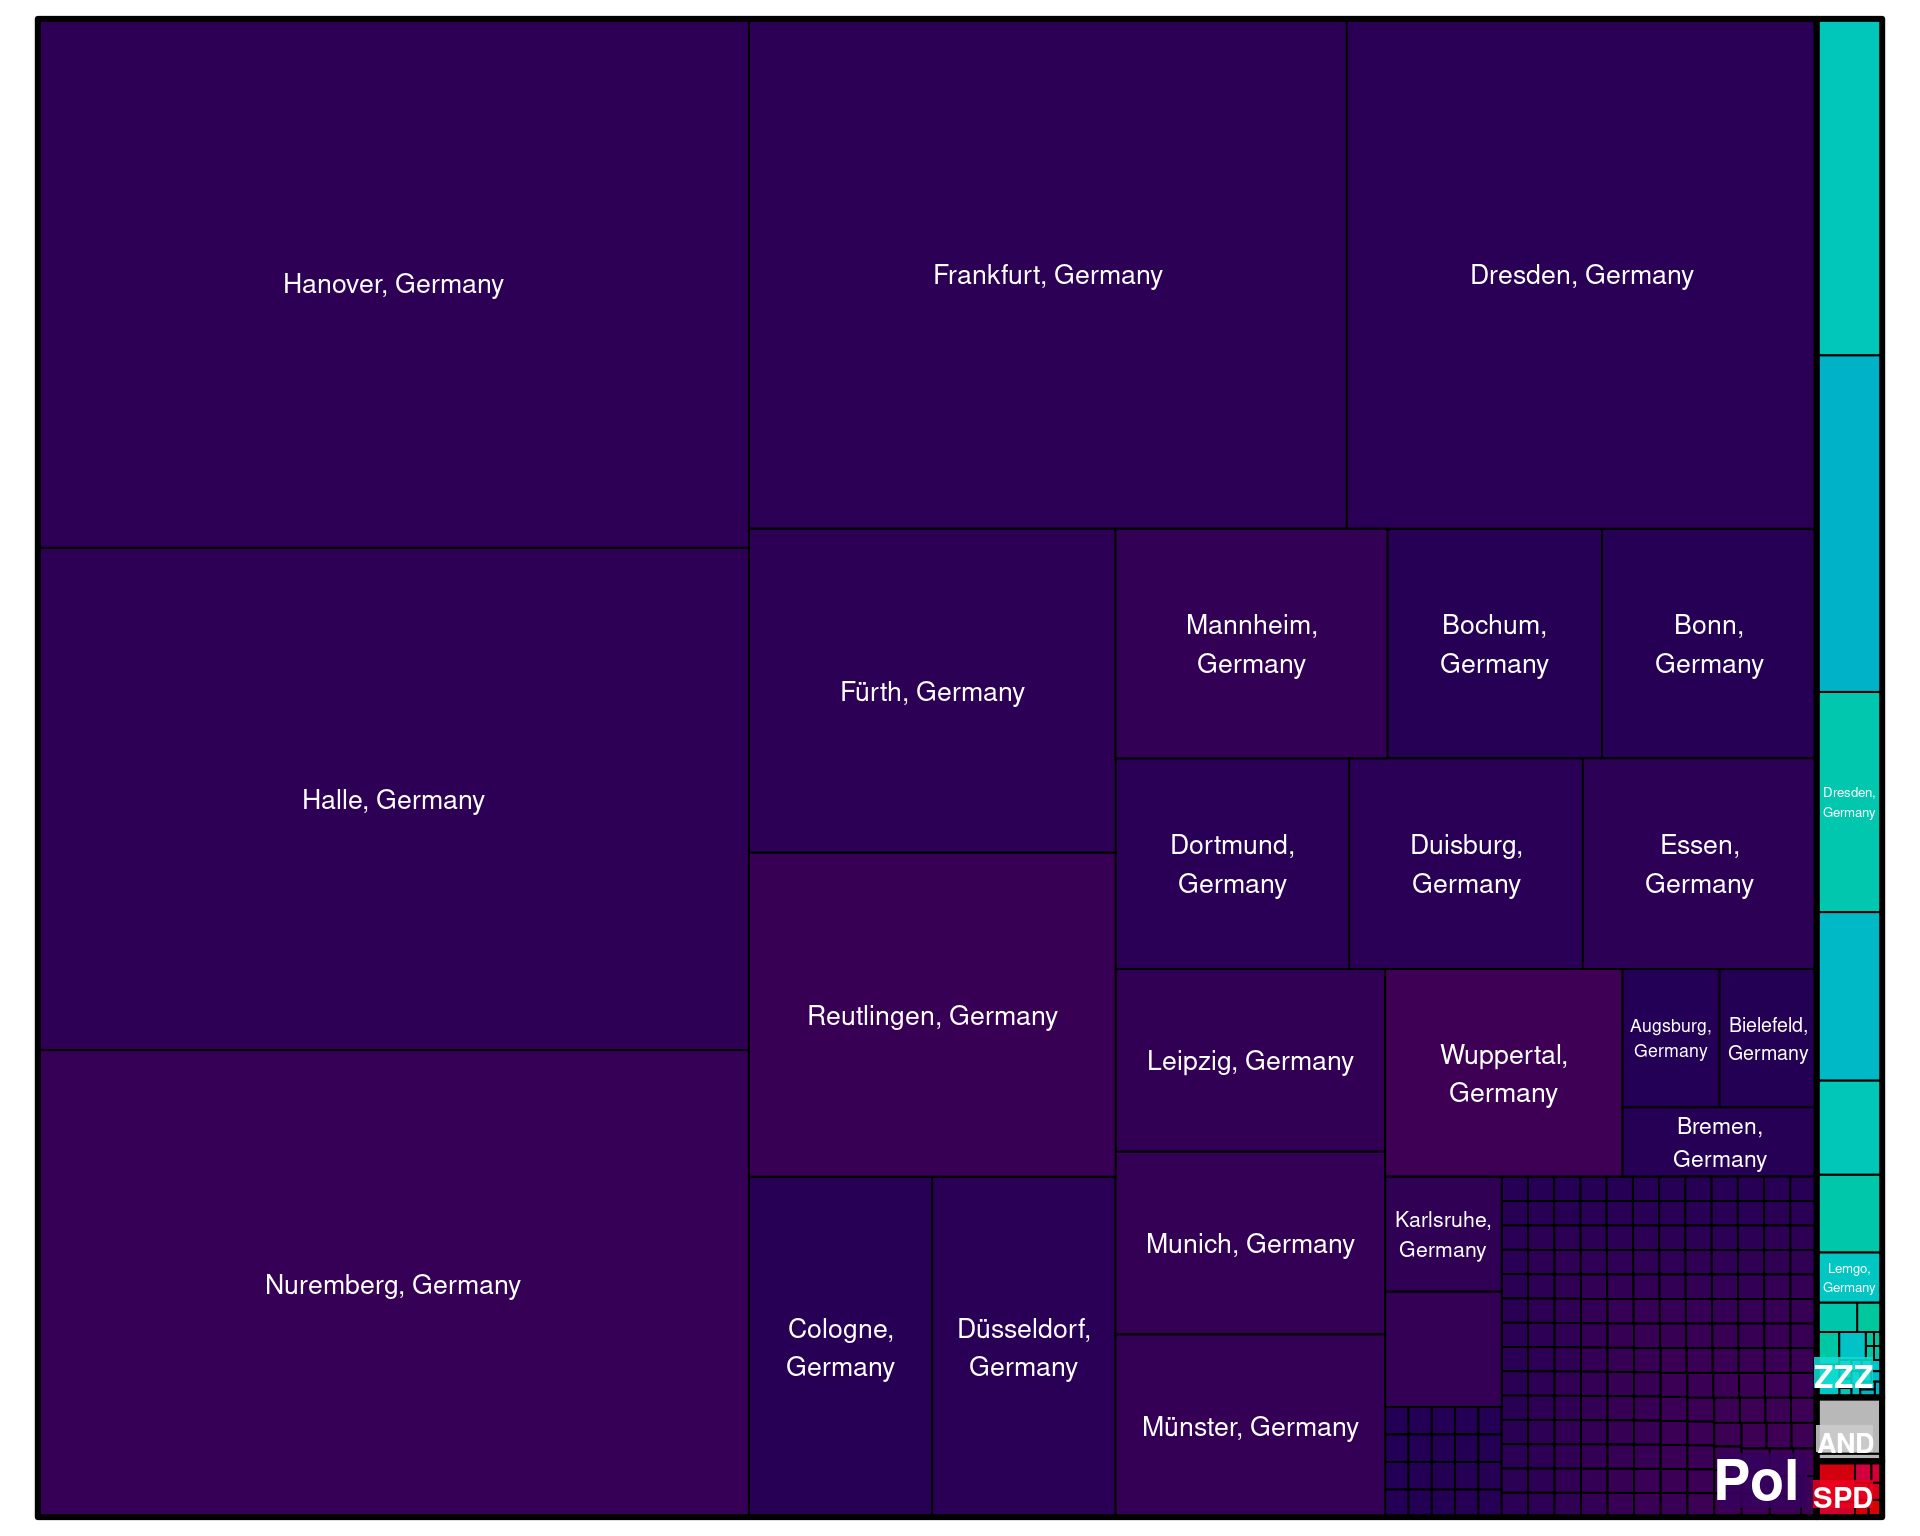 Hanover, Germany
Frankfurt, Germany
Dresden, Germany
Halle, Germany
Nuremberg, Germany
Fürth, Germany
Reutlingen, Germany
Cologne,
Germany
Düsseldorf,
Germany
Mannheim,
Germany
Bochum,
Germany
Bonn,
Germany
Dortmund,
Germany
Duisburg,
Germany
Essen,
Germany
Leipzig, Germany
Munich, Germany
Münster, Germany
Wuppertal,
Germany
Augsburg,
Germany
Bielefeld,
Germany
Bremen,
Germany
Karlsruhe,
Germany
Pol
Dresden,
Germany
Lemgo,
Germany
ZZZ
AND
SPD